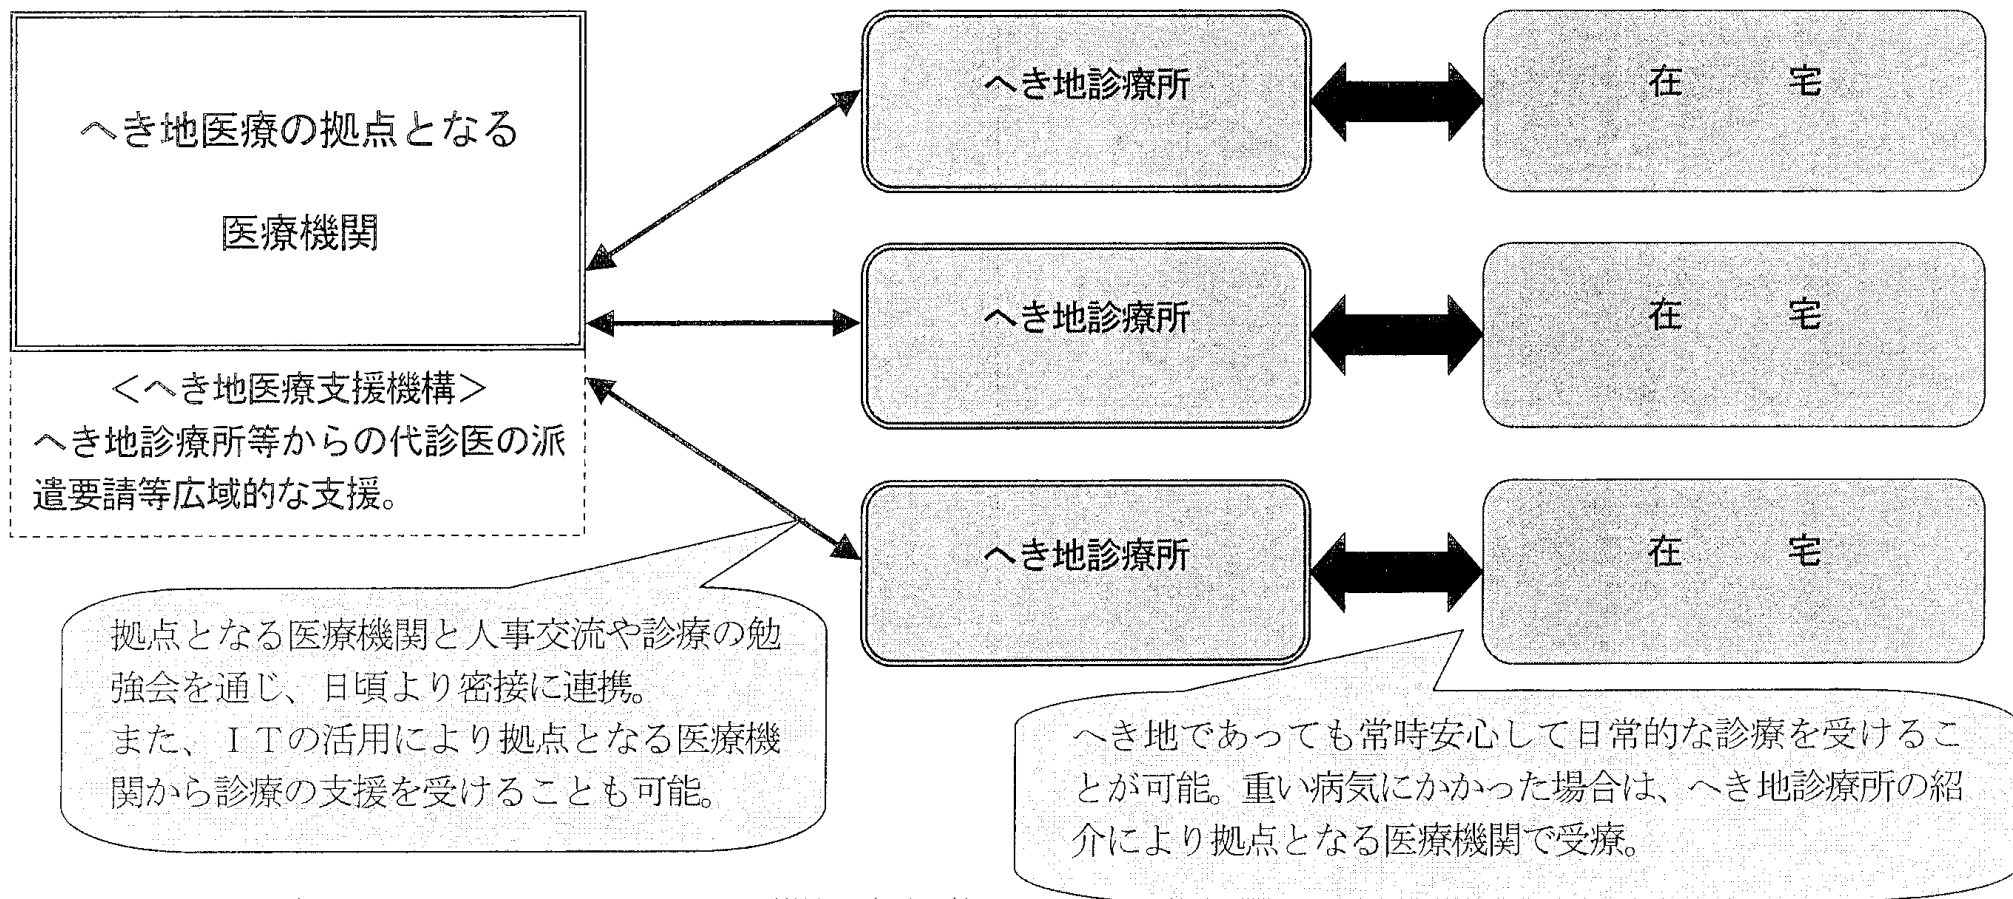 へき地医療の拠点となる
医療機関
＜へき地医療支援機構＞
へき地診療所等からの代診医の派
遣要請等広域的な支援。
へき地診療所
在　宅
へき地診療所
在　宅
へき地診療所
在　宅
拠点となる医療機関と人事交流や診療の勉
強会を通じ、日頃より密接に連携。
また、ＩＴの活用により拠点となる医療機
関から診療の支援を受けることも可能。
へき地であっても常時安心して日常的な診療を受けるこ
とが可能。重い病気にかかった場合は、へき地診療所の紹
介により拠点となる医療機関で受療。